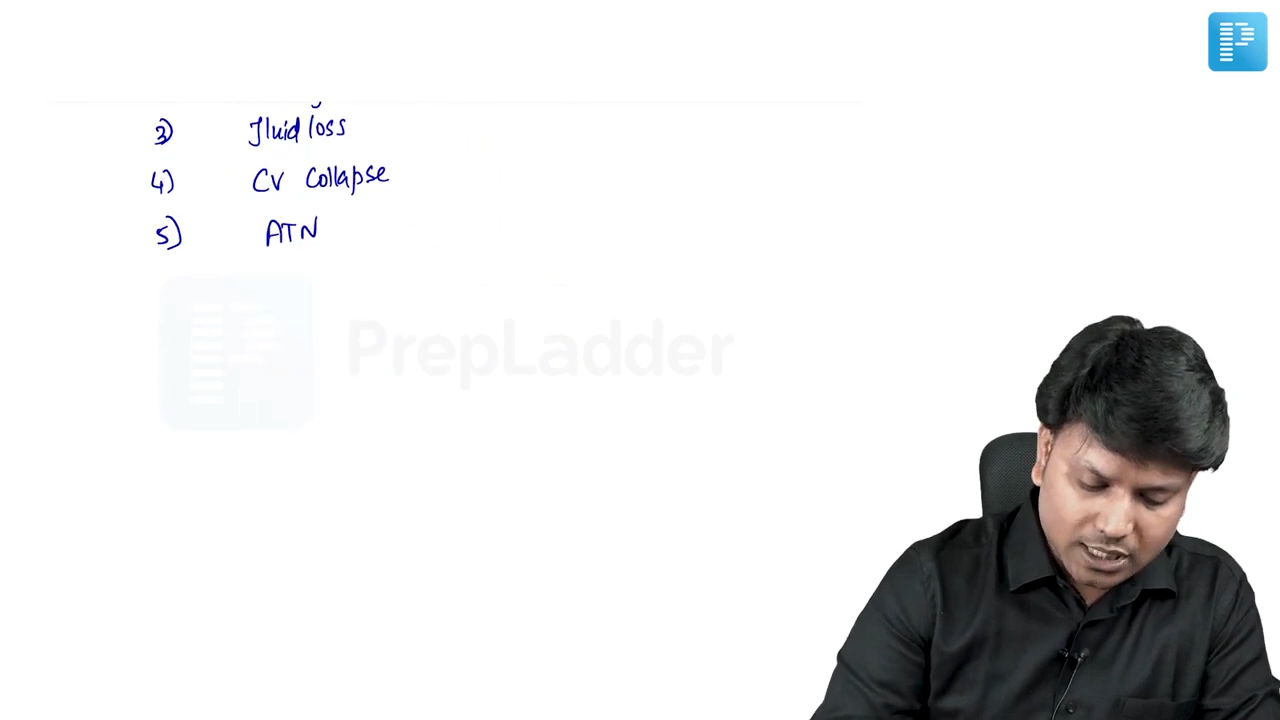 3) Fluid loss
4) CV Collapse
5) ATN
PrepLadder